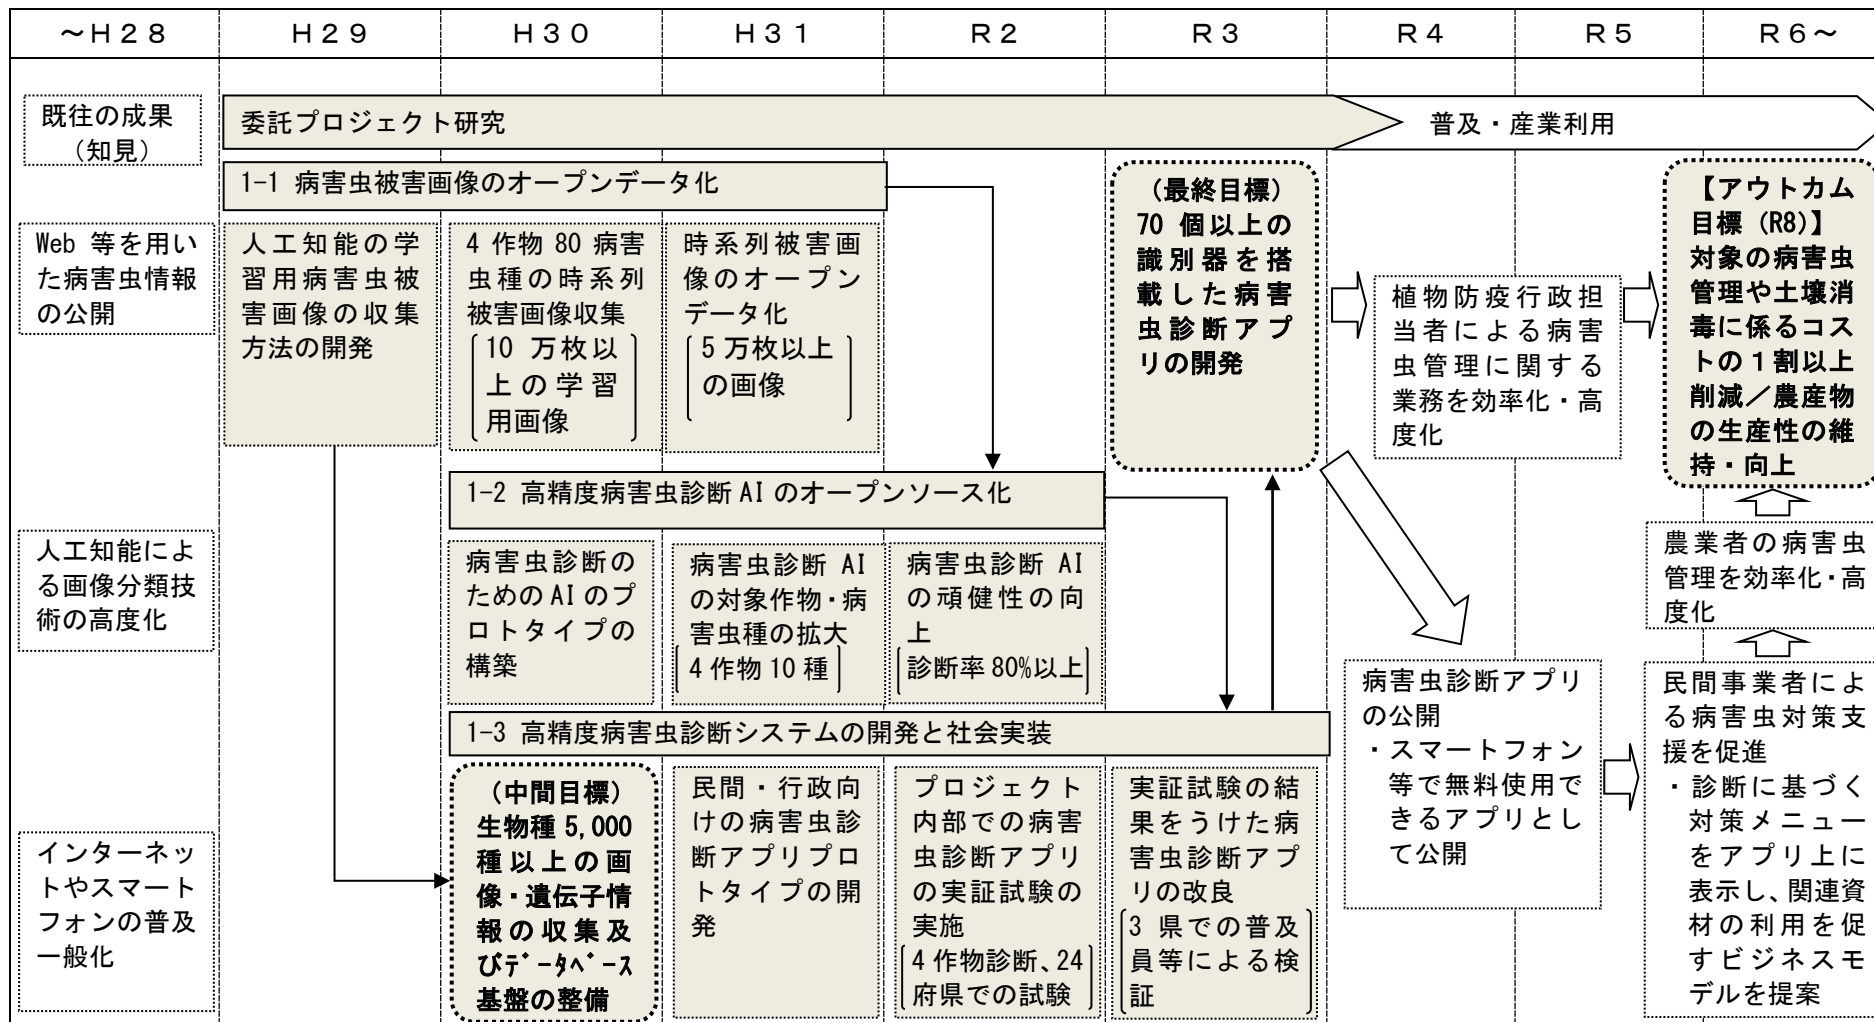 ～H28
H29
H30
H31
R2
R3
R4
R5
R6～
既往の成果
（知見）
委託プロジェクト研究
普及・産業利用
1-1 病害虫被害画像のオープンデータ化
Web 等を用い
た病害虫情報
の公開
人工知能の学
習用病害虫被
害画像の収集
方法の開発
4 作物 80 病害
虫種の時系列
被害画像収集
10 万枚以
上の学習
用画像
時系列被害画
像のオープン
データ化
5 万枚以上
の画像
（最終目標）
70 個以上の
識別器を搭
載した病害
虫診断アプ
リの開発
植物防疫行政担
当者による病害
虫管理に関する
業務を効率化・高
度化
【アウトカム
目標（R8）】
対象の病害虫
管理や土壌消
毒に係るコス
トの１割以上
削減／農産物
の生産性の維
持・向上
1-2 高精度病害虫診断 AI のオープンソース化
人工知能によ
る画像分類技
術の高度化
病害虫診断の
ための AI のプ
ロトタイプの
構築
病害虫診断 AI
の対象作物・病
害虫種の拡大
4 作物 10 種
病害虫診断 AI
の頑健性の向
上
診断率 80%以上
農業者の病害虫
管理を効率化・高
度化
1-3 高精度病害虫診断システムの開発と社会実装
インターネッ
トやスマート
フォンの普及
一般化
（中間目標）
生物種 5,000
種以上の画
像・遺伝子情
報の収集及
びﾃﾞｰﾀﾍﾞｰｽ
基盤の整備
民間・行政向
けの病害虫診
断アプリプロ
トタイプの開
発
プロジェクト
内部での病害
虫診断アプリ
の実証試験の
実施
4 作物診断、24
府県での試験
実証試験の結
果をうけた病
害虫診断アプ
リの改良
3 県での普及
員等による検
証
病害虫診断アプリ
の公開
・スマートフォン
等で無料使用で
きるアプリとし
て公開
民間事業者によ
る病害虫対策支
援を促進
・診断に基づく
対策メニュー
をアプリ上に
表示し、関連資
材の利用を促
すビジネスモ
デルを提案